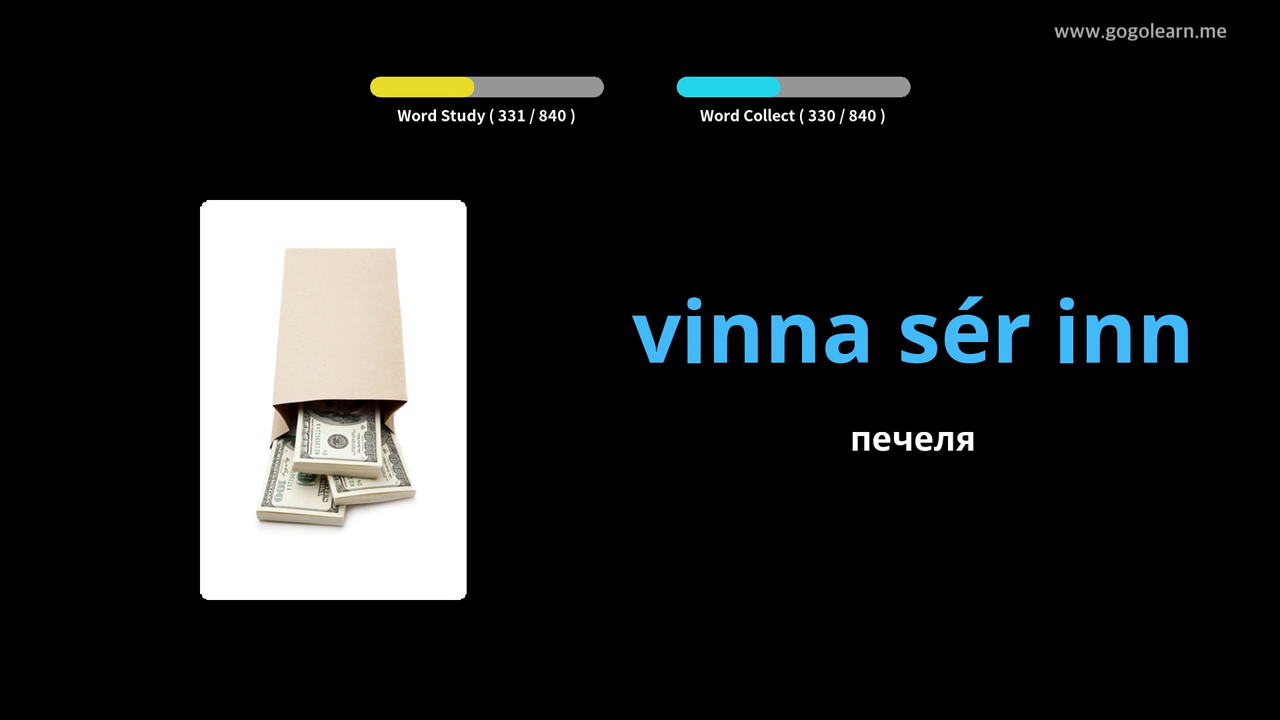 www.gogolearn.me
Word Study ( 331 / 840 )
Word Collect ( 330 / 840 )
vinna sér inn
печеля